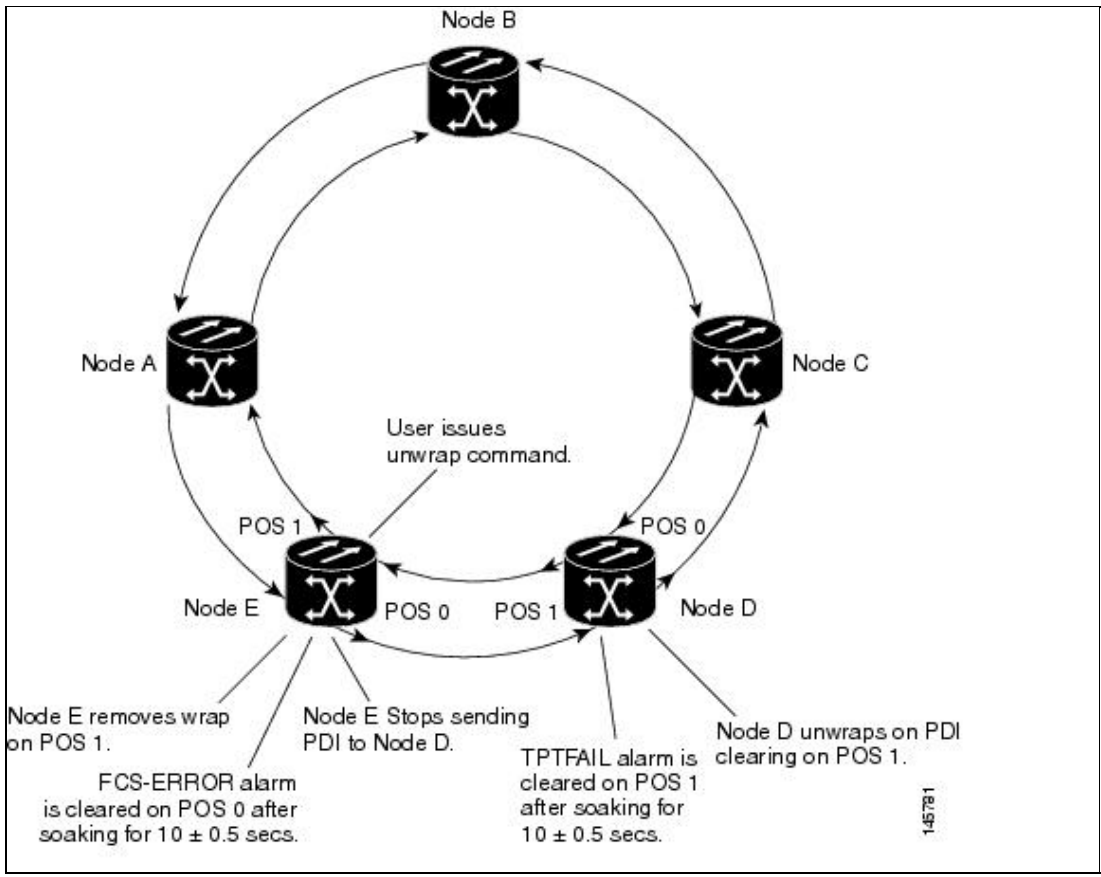 Node B
Node A
Node C
User issues
unwrap command.
POS 1
POS 0
Node E
POS 0
POS 1
Node D
Node E removes wrap
on POS 1.
Node E Stops sending
PDI to Node D.
Node D unwraps on PDI
clearing on POS 1.
FCS-ERROR alarm
is cleared on POS 0 after
soaking for 10 ± 0.5 secs.
TPTFAIL alarm is
cleared on POS 1
after soaking for
10 ± 0.5 secs.
145781